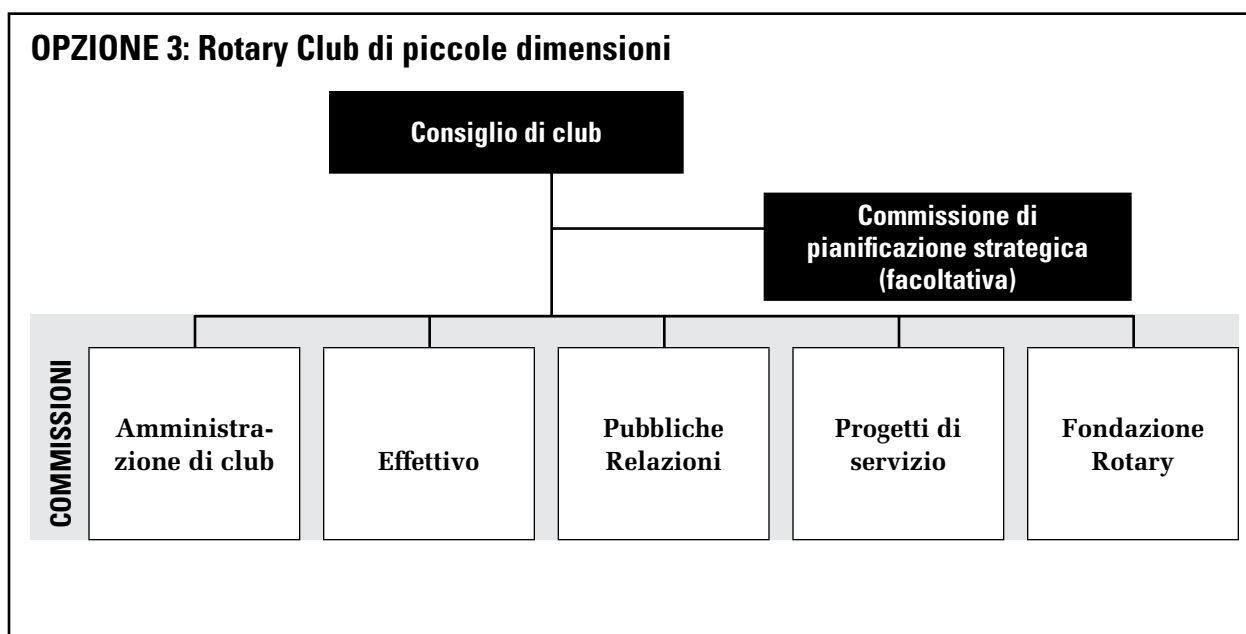 OPZIONE 3: Rotary Club di piccole dimensioni
Consiglio di club
Commissione di
pianificazione strategica
(facoltativa)
COMMISSIONI
Amministra-
zione di club
Effettivo
Pubbliche
Relazioni
Progetti di
servizio
Fondazione
Rotary